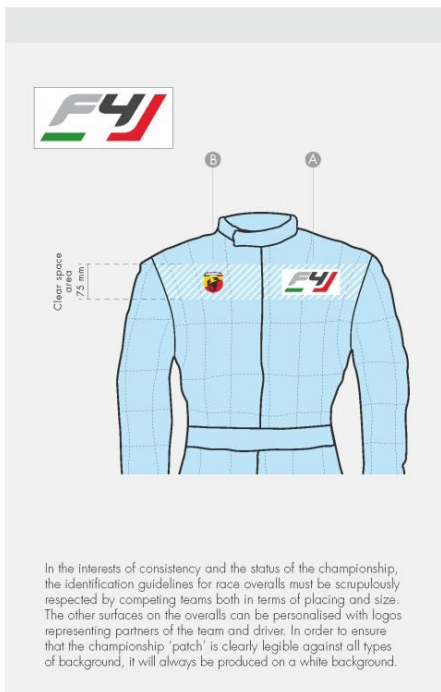 F4
B A
Clear space
area
75 mm
F4
In the interests of consistency and the status of the championship,
the identification guidelines for race overalls must be scrupulously
respected by competing teams both in terms of placing and size.
The other surfaces on the overalls can be personalised with logos
representing partners of the team and driver. In order to ensure
that the championship 'patch' is clearly legible against all types
of background, it will always be produced on a white background.